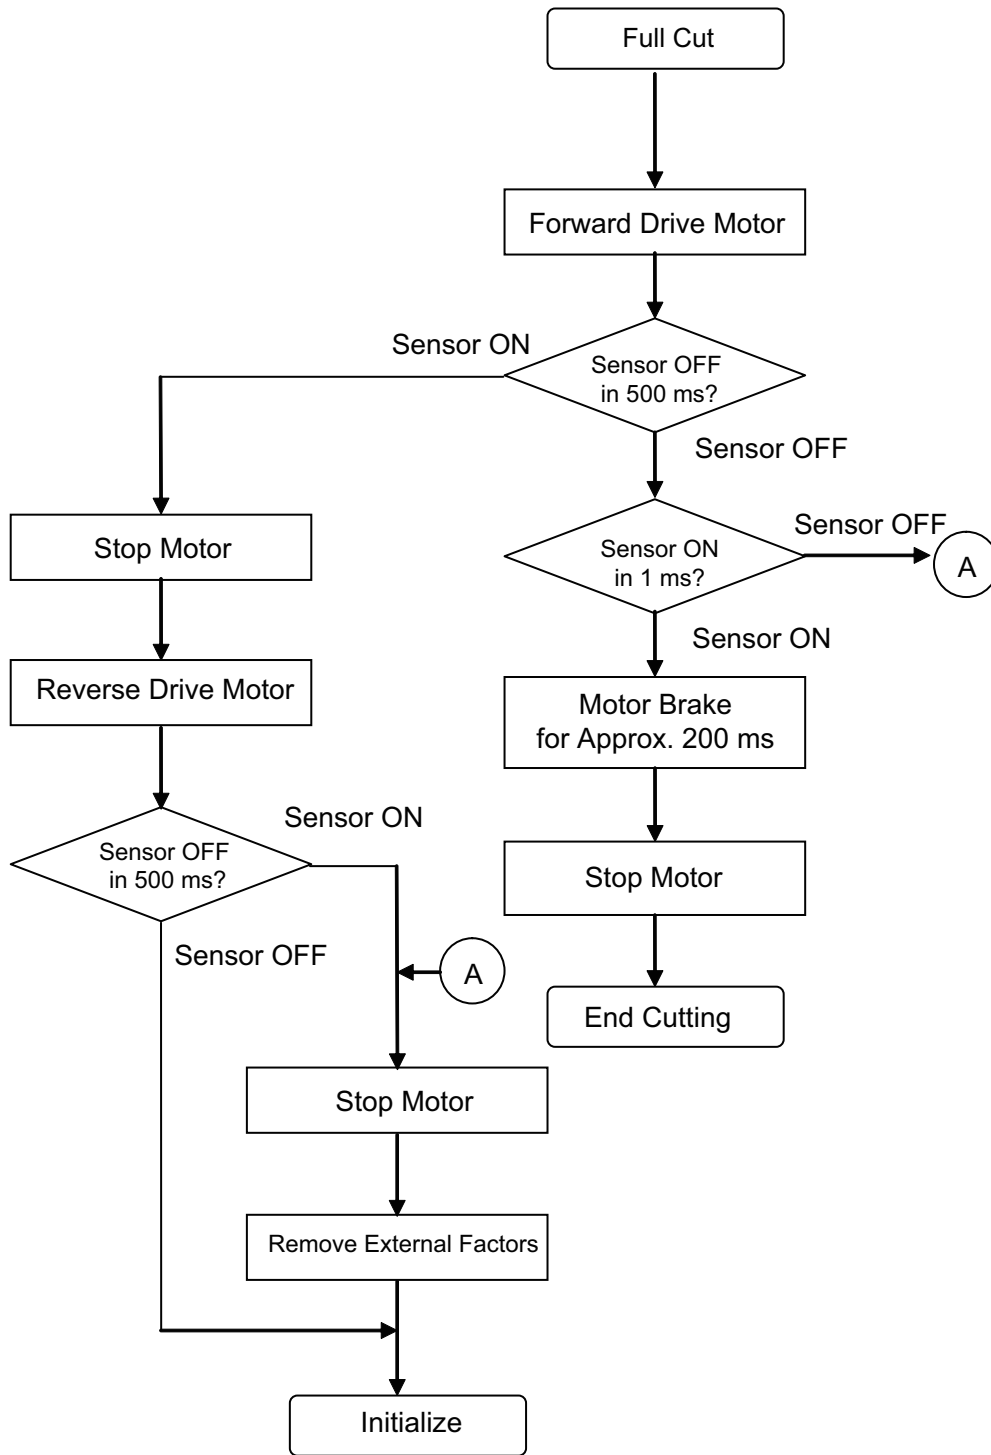 Full Cut
Forward Drive Motor
Sensor ON
Sensor OFF
in 500 ms?
Sensor OFF
Sensor OFF
Stop Motor
Sensor ON
in 1 ms?
A
Sensor ON
Reverse Drive Motor
Motor Brake
for Approx. 200 ms
Sensor ON
Sensor OFF
in 500 ms?
Stop Motor
Sensor OFF
A
End Cutting
Stop Motor
Remove External Factors
Initialize